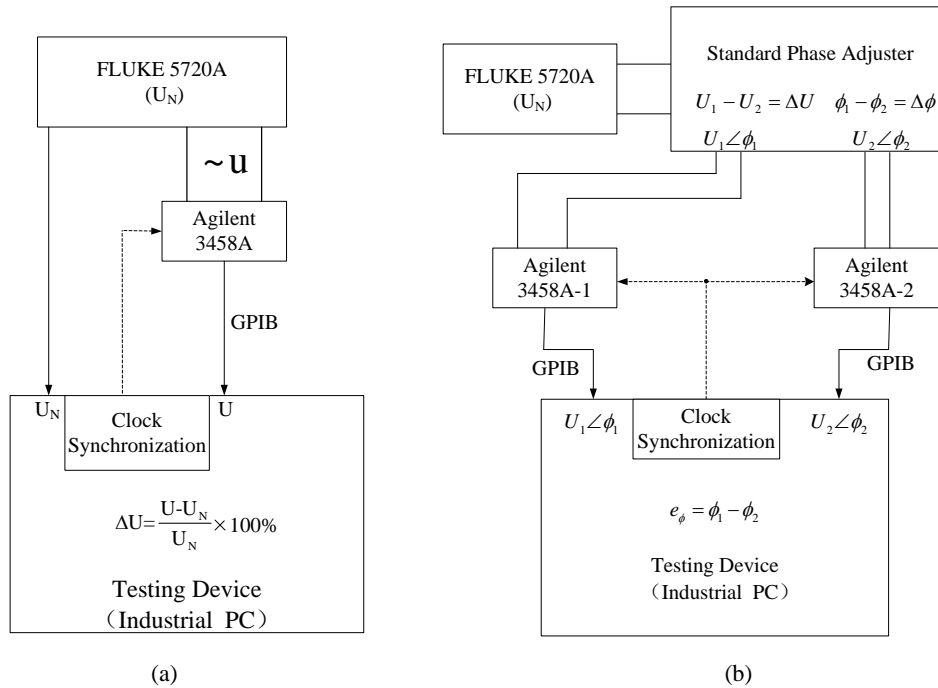 FLUKE 5720A
(U_N)
~u
Agilent
3458A
GPIB
U_N
U
Clock
Synchronization
ΔU=(U-U_N)/U_N×100%
Testing Device
（Industrial PC）
(a)
FLUKE 5720A
(U_N)
Standard Phase Adjuster
U_1 − U_2 = ΔU ϕ_1 − ϕ_2 = Δϕ
U_1∠ϕ_1
U_2∠ϕ_2
Agilent
3458A-1
Agilent
3458A-2
GPIB
GPIB
U_1∠ϕ_1
Clock
Synchronization
U_2∠ϕ_2
e_ϕ = ϕ_1 − ϕ_2
Testing Device
（Industrial PC）
(b)